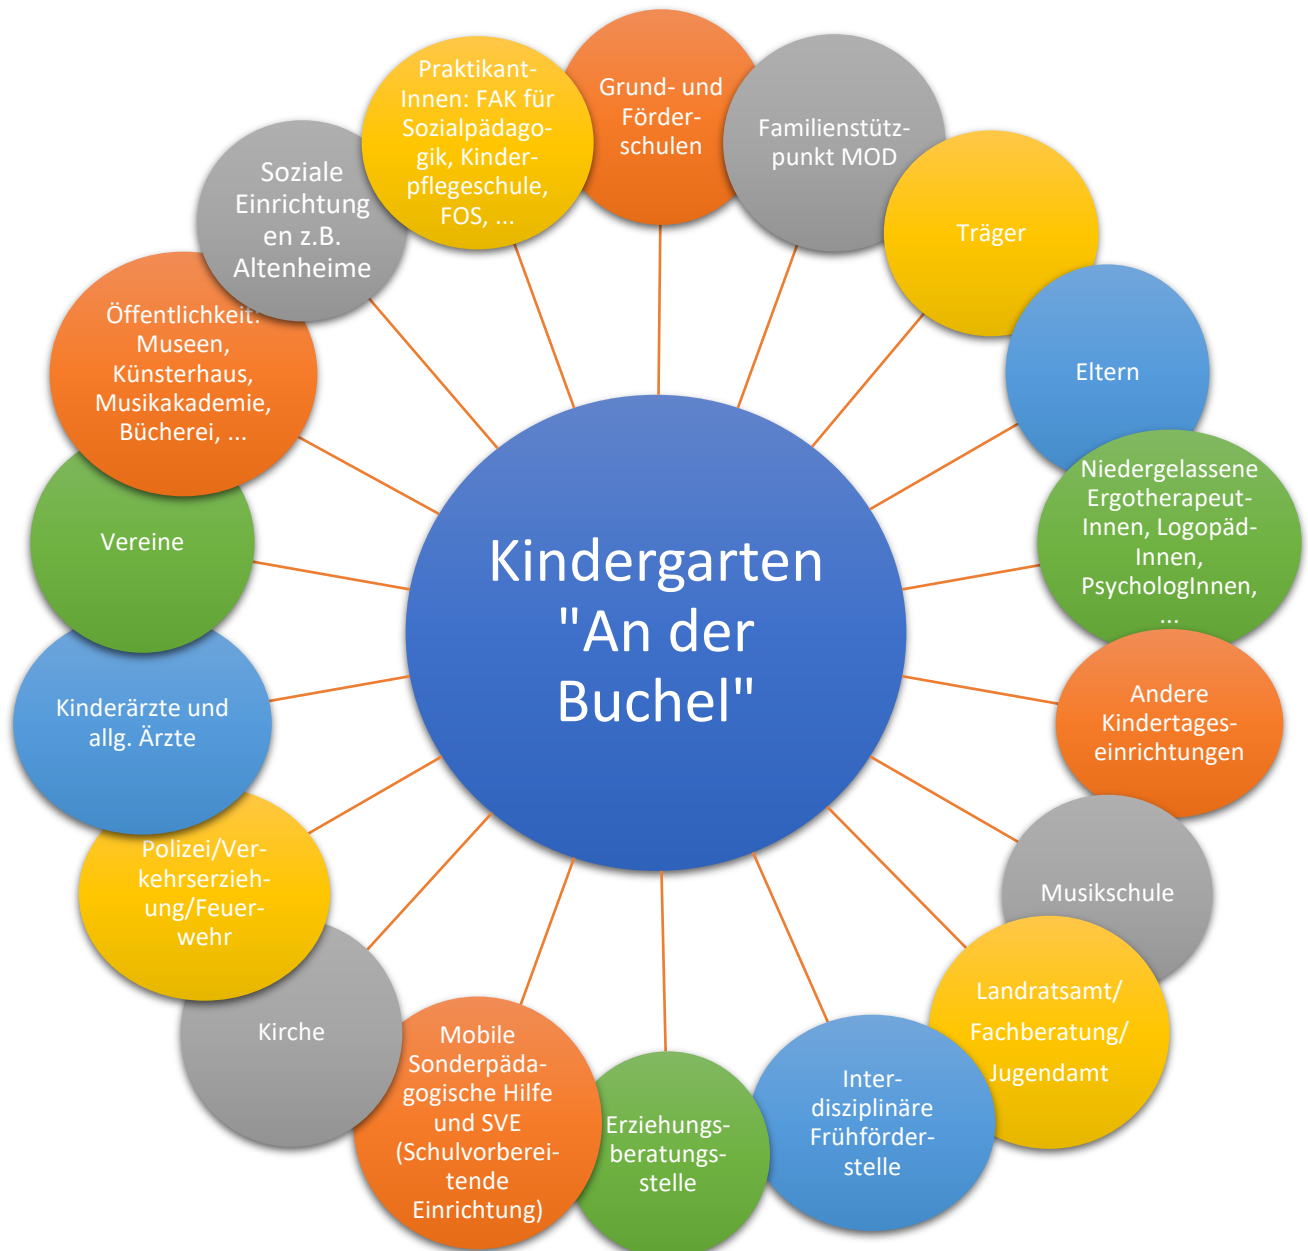 Kindergarten
"An der
Buchel"
Grund- und
Förder-
schulen
Familienstütz-
punkt MOD
Träger
Eltern
Niedergelassene
Ergotherapeut-
Innen, Logopäd-
Innen,
PsychologInnen,
...
Andere
Kindertages-
einrichtungen
Musikschule
Landratsamt/
Fachberatung/
Jugendamt
Inter-
disziplinäre
Frühförder-
stelle
Erziehungs-
beratungs-
stelle
Mobile
Sonderpäda-
gogische Hilfe
und SVE
(Schulvorberei-
tende
Einrichtung)
Kirche
Polizei/Ver-
kehrserzieh-
ung/Feuer-
wehr
Kinderärzte und
allg. Ärzte
Vereine
Öffentlichkeit:
Museen,
Künsterhaus,
Musikakademie,
Bücherei, ...
Soziale
Einrichtung
en z.B.
Altenheime
Praktikant-
Innen: FAK für
Sozialpädago-
gik, Kinder-
pflegeschule,
FOS, ...